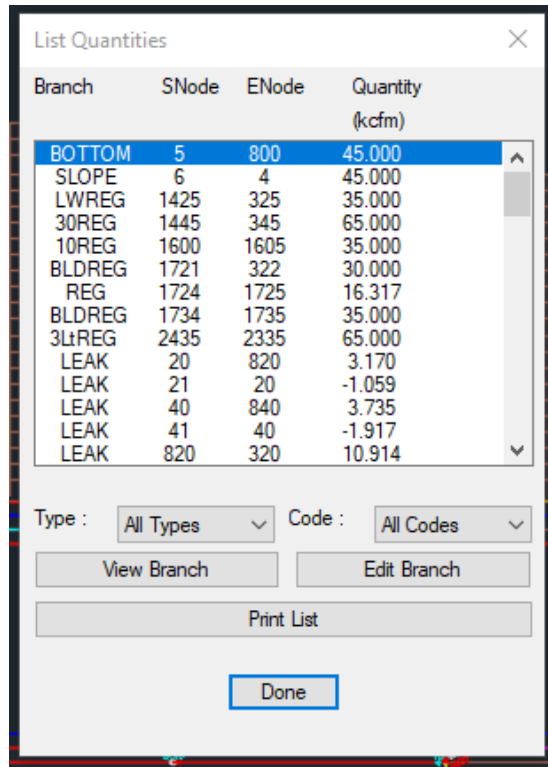 List Quantities
Branch SNode ENode Quantity
(kcfm)
BOTTOM 5 800 45.000
SLOPE 6 4 45.000
LWREG 1425 325 35.000
30REG 1445 345 65.000
10REG 1600 1605 35.000
BLDREG 1721 322 30.000
REG 1724 1725 16.317
BLDREG 1734 1735 35.000
3LtREG 2435 2335 65.000
LEAK 20 820 3.170
LEAK 21 20 -1.059
LEAK 40 840 3.735
LEAK 41 40 -1.917
LEAK 820 320 10.914
Type : All Types Code : All Codes
View Branch Edit Branch
Print List
Done